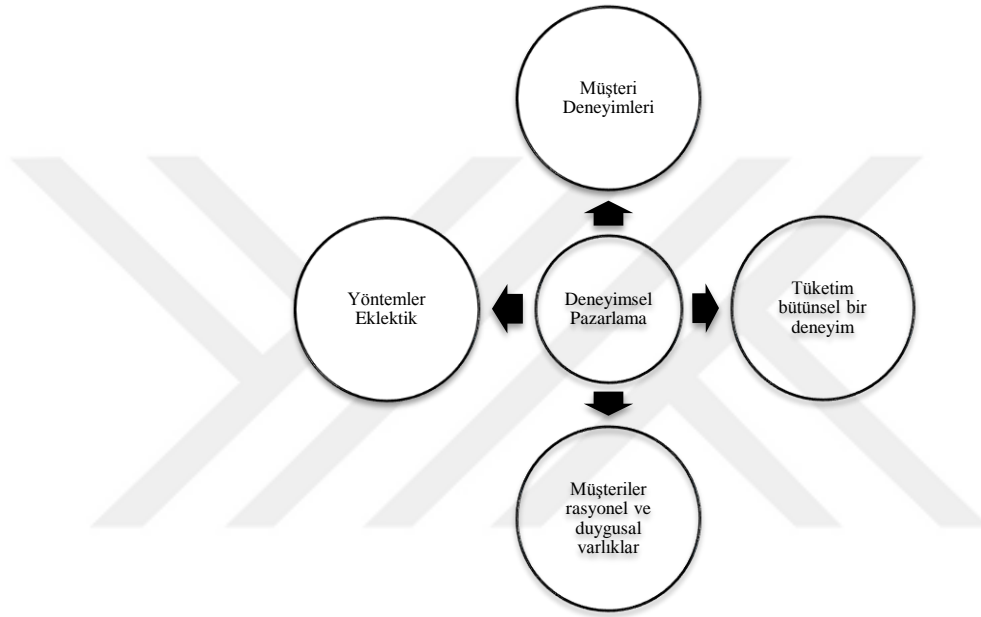 Müşteri
Deneyimleri
Yöntemler
Eklektik
Deneyimsel
Pazarlama
Tüketim
bütünsel bir
deneyim
Müşteriler
rasyonel ve
duygusal
varlıklar